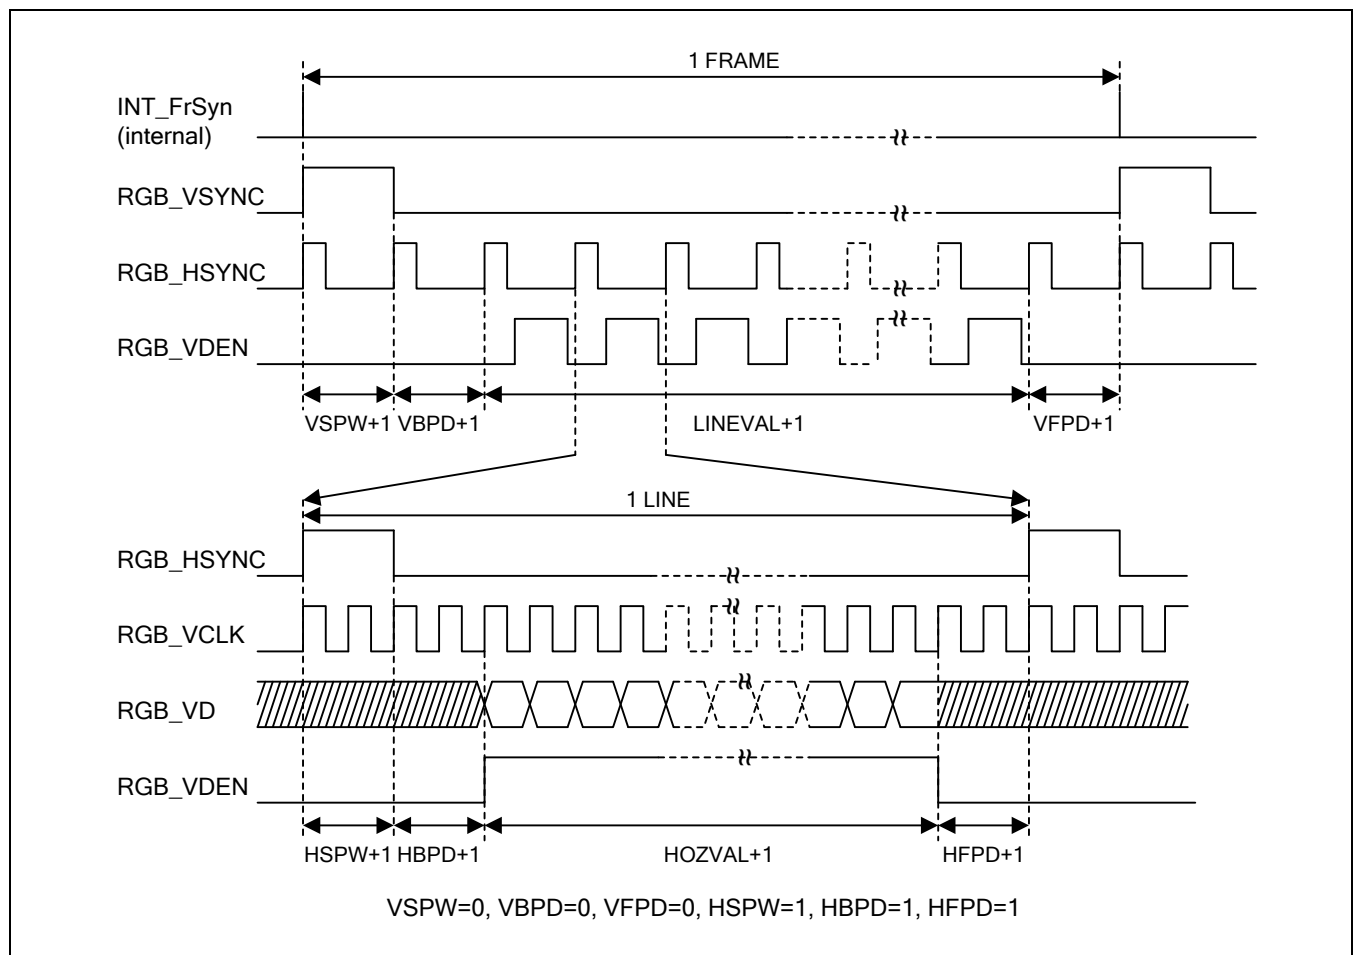 1 FRAME
INT_FrSyn
(internal)
RGB_VSYNC
RGB_HSYNC
RGB_VDEN
VSPW+1 VBPD+1 LINEVAL+1 VFPD+1
1 LINE
RGB_HSYNC
RGB_VCLK
RGB_VD
RGB_VDEN
HSPW+1 HBPD+1 HOZVAL+1 HFPD+1
VSPW=0, VBPD=0, VFPD=0, HSPW=1, HBPD=1, HFPD=1